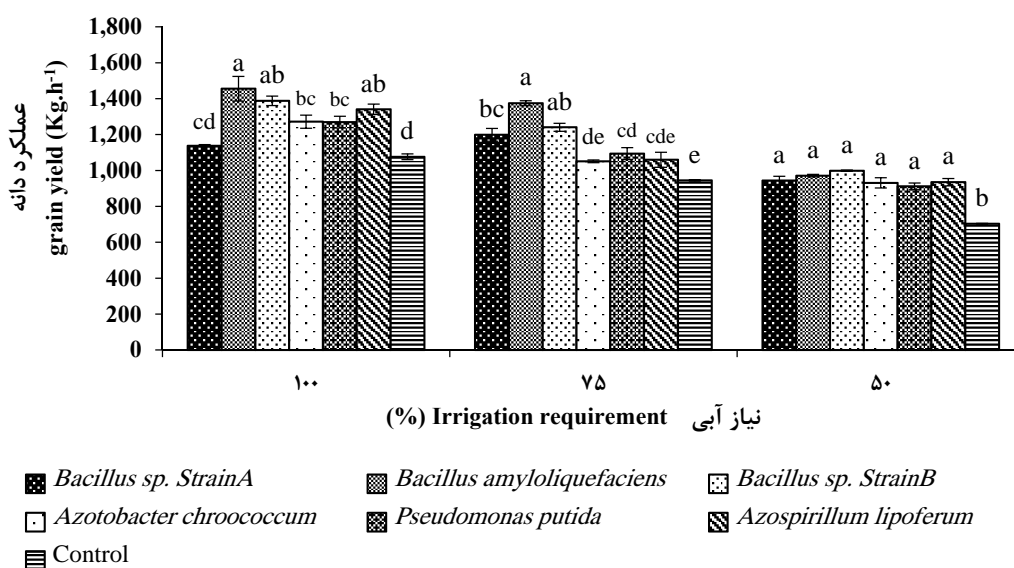 1,800
1,600
1,400
1,200
1,000
800
600
400
200
0
عملکرد دانه
grain yield (Kg.h-1)
cd a ab bc bc ab d
bc a ab de cd cde e
a a a a a a b
۱۰۰ ۷۵ ۵۰
(%) Irrigation requirement نیاز آبی
Bacillus sp. StrainA Bacillus amyloliquefaciens Bacillus sp. StrainB
Azotobacter chroococcum Pseudomonas putida Azospirillum lipoferum
Control